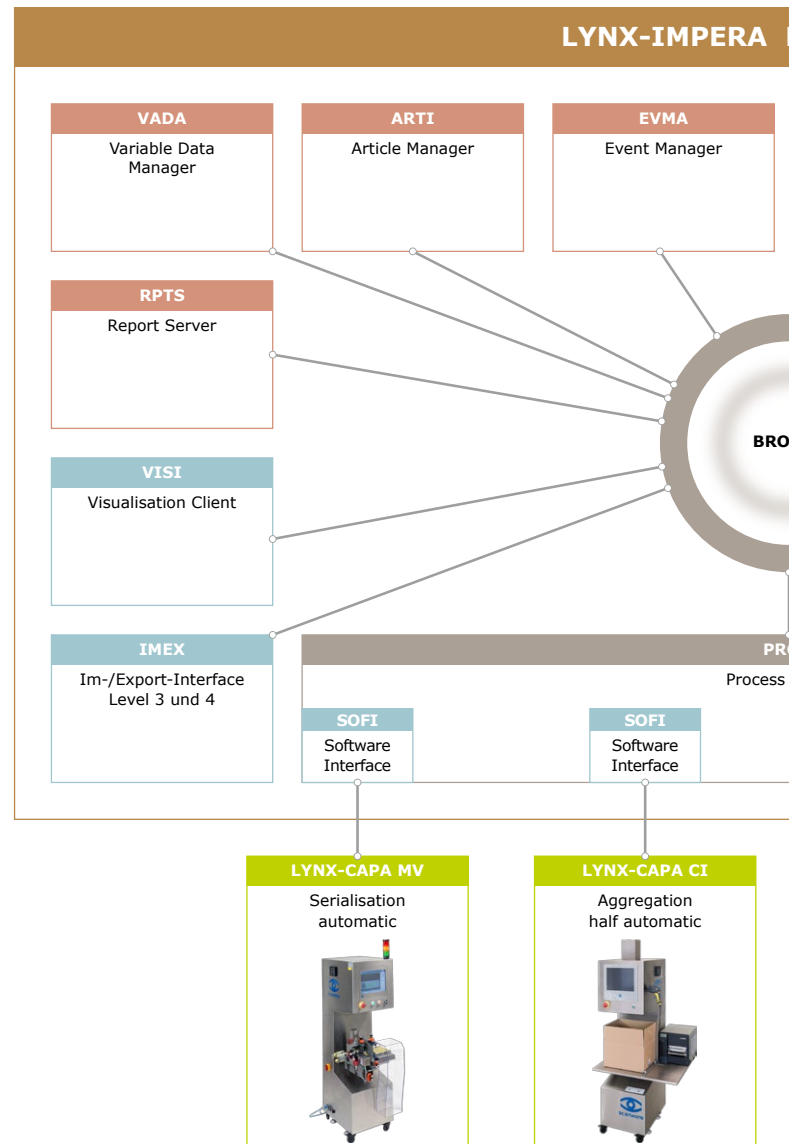 LYNX-IMPERA
VADA
Variable Data
Manager
ARTI
Article Manager
EVMA
Event Manager
RPTS
Report Server
BRO
VISI
Visualisation Client
IMEX
Im-/Export-Interface
Level 3 und 4
PRO
Process
SOFI
Software
Interface
SOFI
Software
Interface
LYNX-CAPA MV
Serialisation
automatic
LYNX-CAPA CI
Aggregation
half automatic